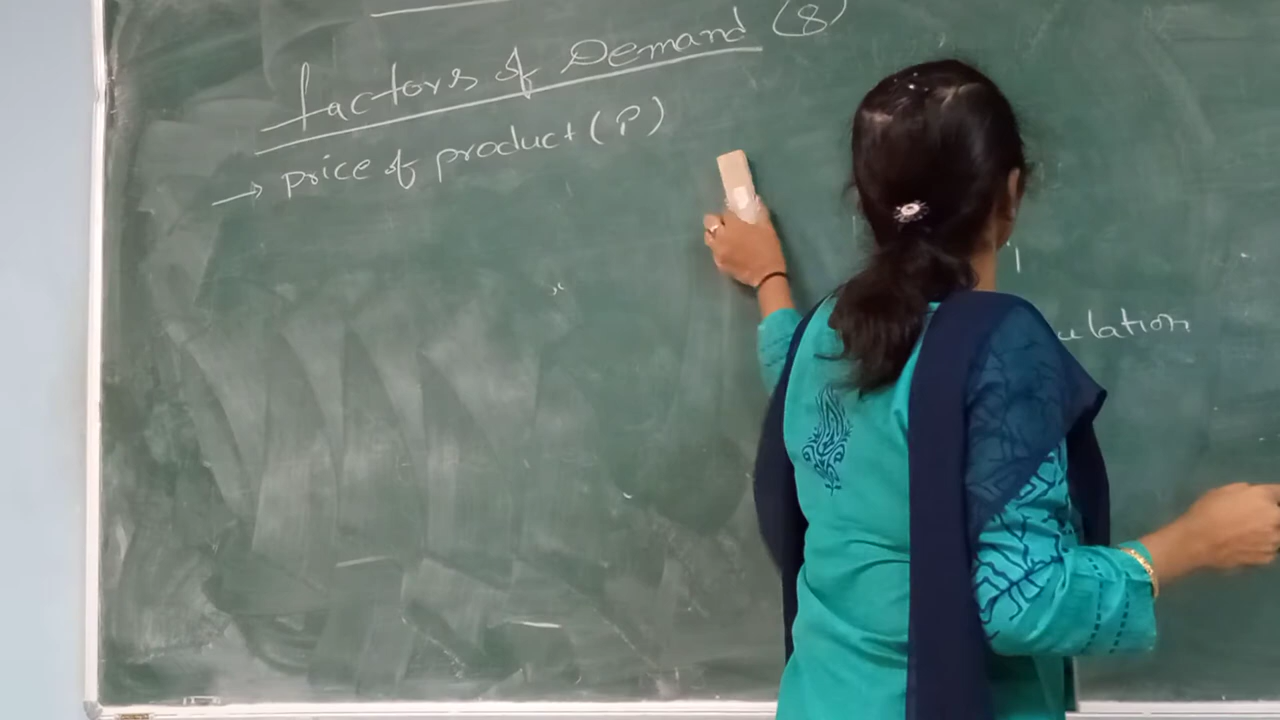 factors of Demand (8)
→ price of product (P)
ulation